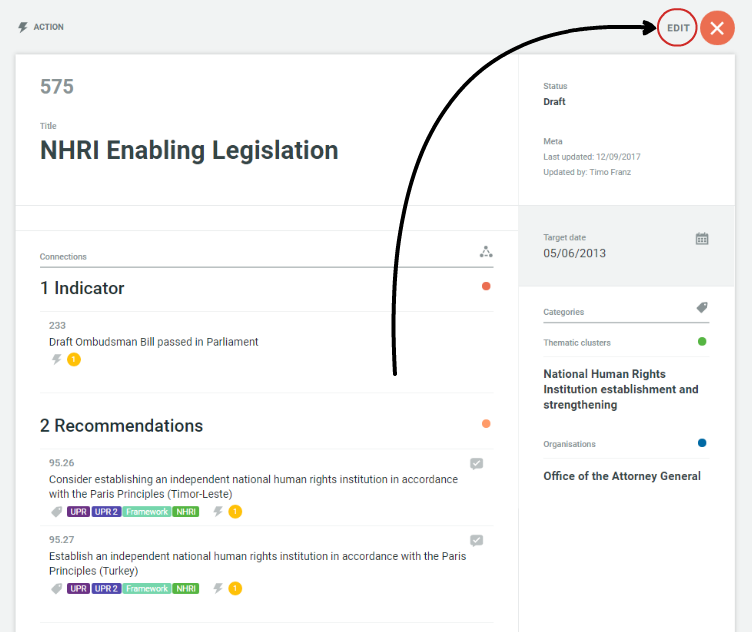 ACTION
EDIT
575
Title
NHRI Enabling Legislation
Status
Draft
Meta
Last updated: 12/09/2017
Updated by: Timo Franz
Target date
05/06/2013
Connections
1 Indicator
233
Draft Ombudsman Bill passed in Parliament
1
2 Recommendations
95.26
Consider establishing an independent national human rights institution in accordance
with the Paris Principles (Timor-Leste)
UPR UPR 2 Framework NHRI 1
95.27
Establish an independent national human rights institution in accordance with the Paris
Principles (Turkey)
UPR UPR 2 Framework NHRI 1
Categories
Thematic clusters
National Human Rights
Institution establishment and
strengthening
Organisations
Office of the Attorney General